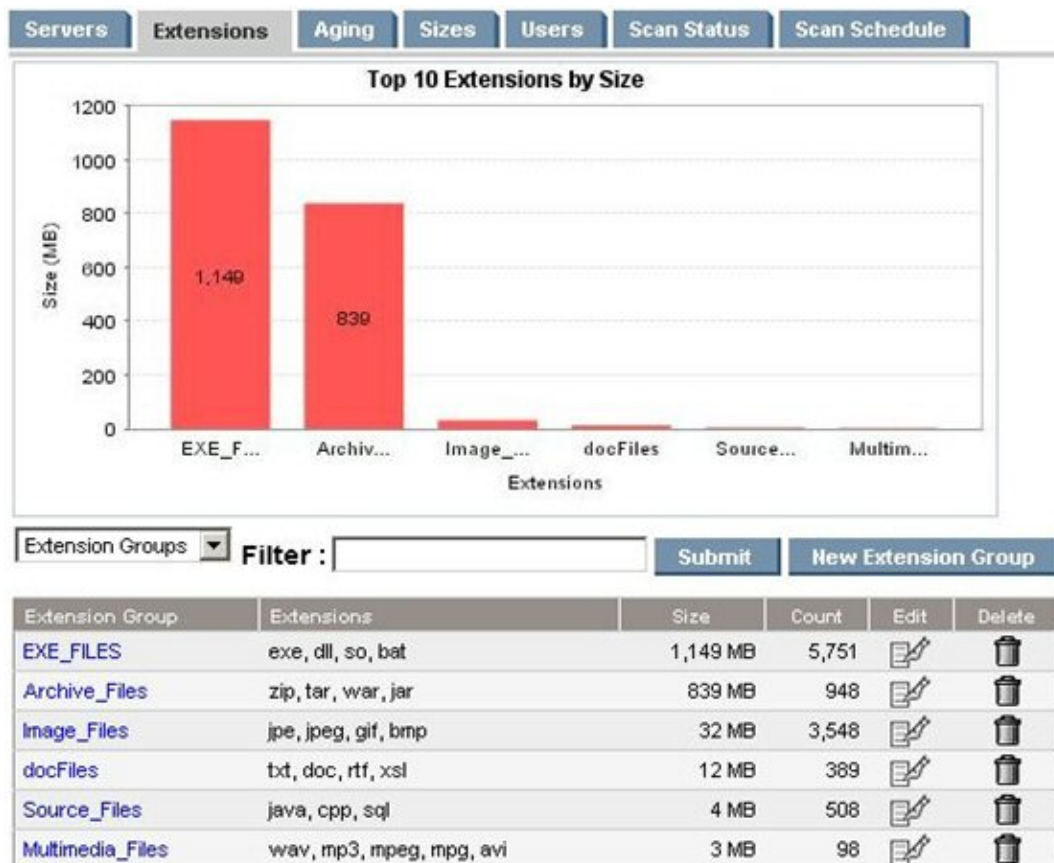 Servers Extensions Aging Sizes Users Scan Status Scan Schedule
Top 10 Extensions by Size
1200
1000
800
600
400
200
0
Size (MB)
1,149
839
EXE_F... Archiv... Image_... docFiles Source... Multim...
Extensions
Extension Groups Filter : Submit New Extension Group
Extension Group Extensions Size Count Edit Delete
EXE_FILES exe, dll, so, bat 1,149 MB 5,751
Archive_Files zip, tar, war, jar 839 MB 948
Image_Files jpe, jpeg, gif, bmp 32 MB 3,548
docFiles txt, doc, rtf, xsl 12 MB 389
Source_Files java, cpp, sql 4 MB 508
Multimedia_Files wav, mp3, mpeg, mpg, avi 3 MB 98